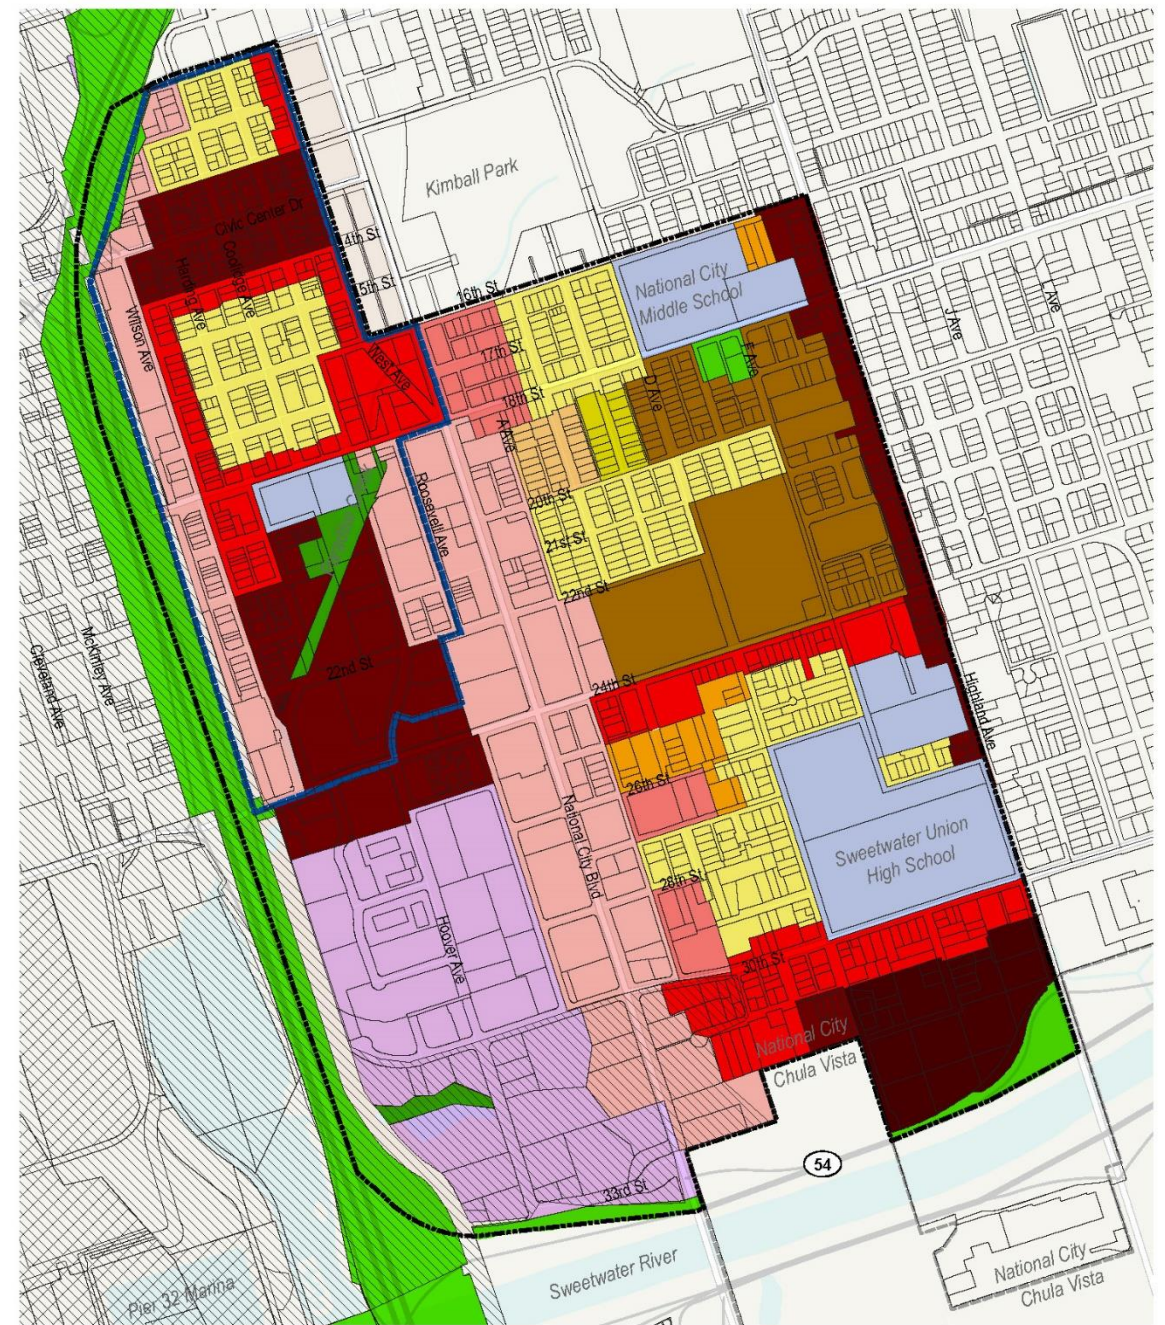 Kimball Park
Civic Center Dr
14th St
15th St
16th St
National City
Middle School
Harding Ave
Coolidge Ave
Wilson Ave
West Ave
17th St
18th St
A Ave
D Ave
E Ave
J Ave
Ave
20th St
21st St
22nd St
Roosevelt Ave
22nd St
McKinley Ave
Cleveland Ave
24th St
Highland Ave
26th St
National City Blvd
28th St
Sweetwater Union
High School
Hoover Ave
30th St
National City
Chula Vista
54
33rd St
Sweetwater River
Pier 32 Marina
National City
Chula Vista